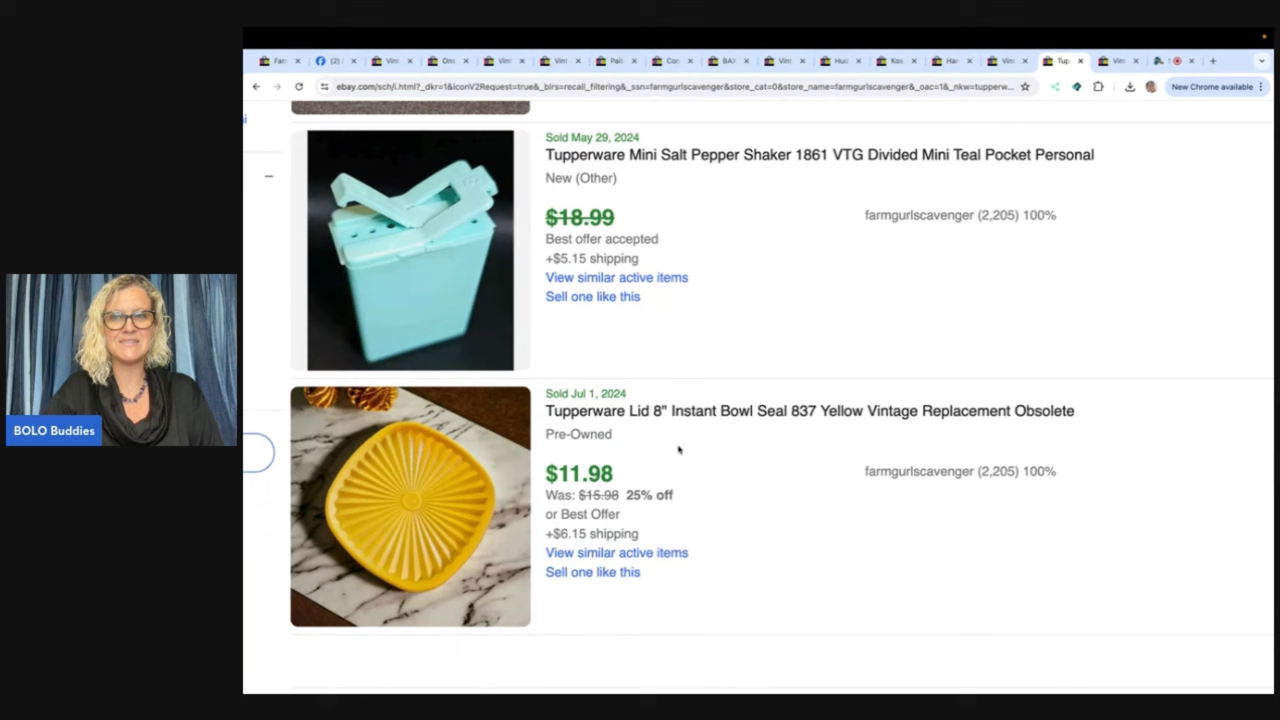 ebay.com/sch/i.html?_dkr=1&iconV2Request=true&_blrs=recall_filtering&_ssn=farmgurlscavenger&store_cat=0&store_name=farmgurlscavenger&_oac=1&_nkw=tupperw...
New Chrome available
Sold May 29, 2024
Tupperware Mini Salt Pepper Shaker 1861 VTG Divided Mini Teal Pocket Personal
New (Other)
$18.99
farmgurlscavenger (2,205) 100%
Best offer accepted
+$5.15 shipping
View similar active items
Sell one like this
BOLO Buddies
Sold Jul 1, 2024
Tupperware Lid 8" Instant Bowl Seal 837 Yellow Vintage Replacement Obsolete
Pre-Owned
$11.98
farmgurlscavenger (2,205) 100%
Was: $15.98 25% off
or Best Offer
+$6.15 shipping
View similar active items
Sell one like this